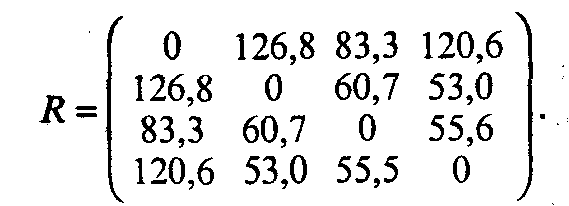 0 126,8 83,3 120,6
126,8 0 60,7 53,0
R = 83,3 60,7 0 55,6 .
120,6 53,0 55,5 0